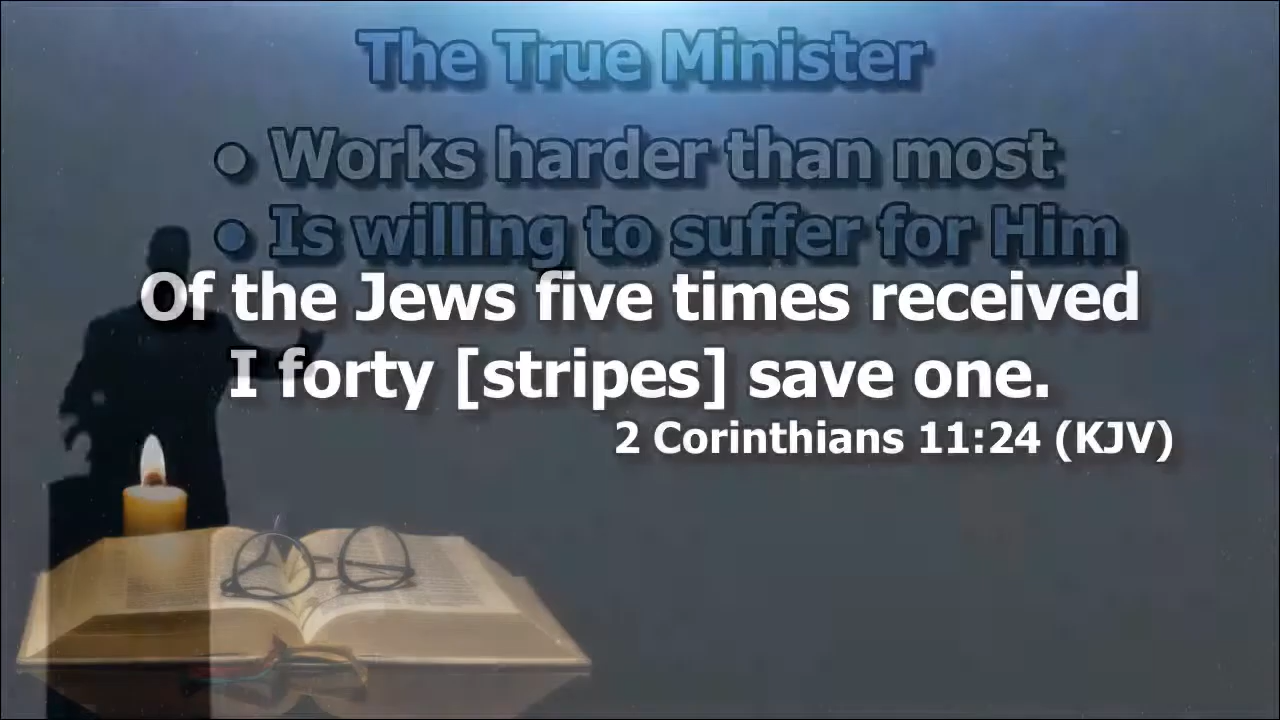 The True Minister
• Works harder than most
• Is willing to suffer for Him
Of the Jews five times received
I forty [stripes] save one.
2 Corinthians 11:24 (KJV)